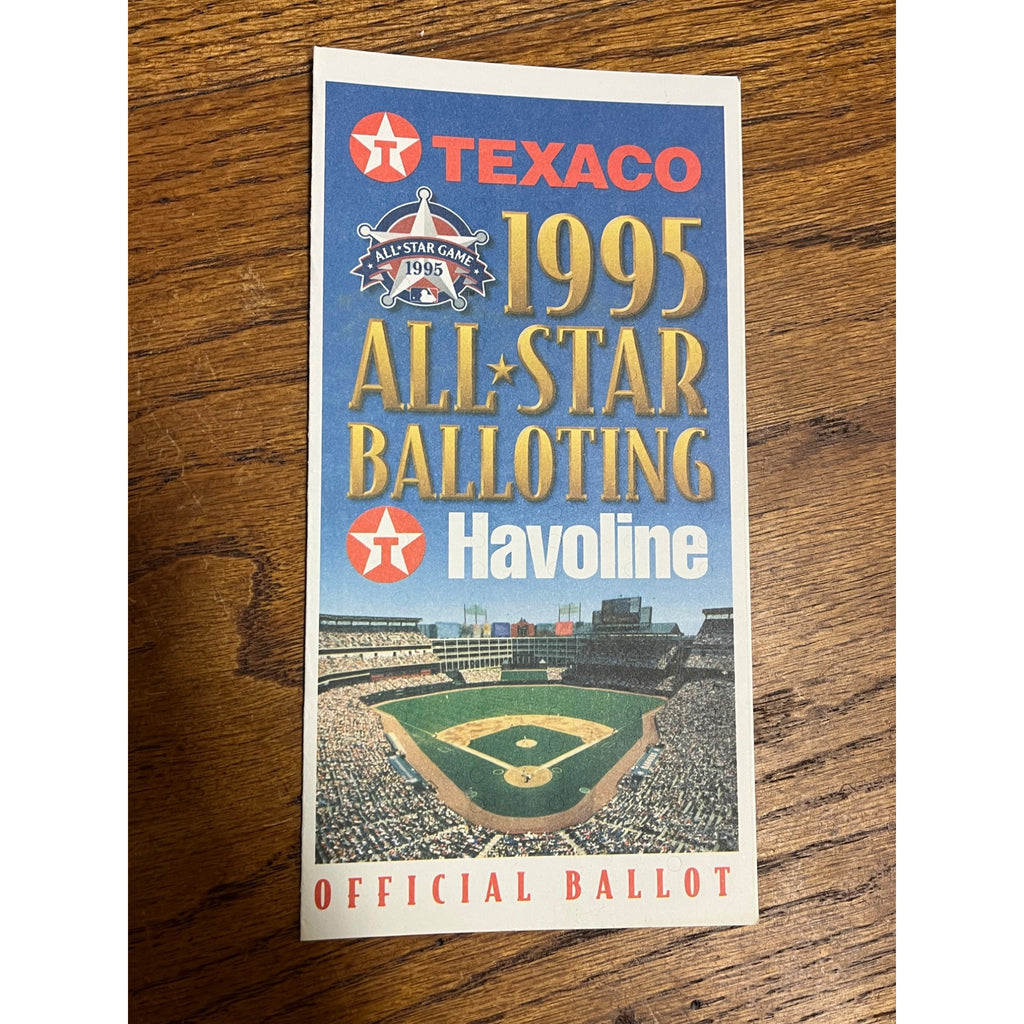 T TEXACO
ALL★STAR GAME
1995
1995
ALL★STAR
BALLOTING
T Havoline
OFFICIAL BALLOT